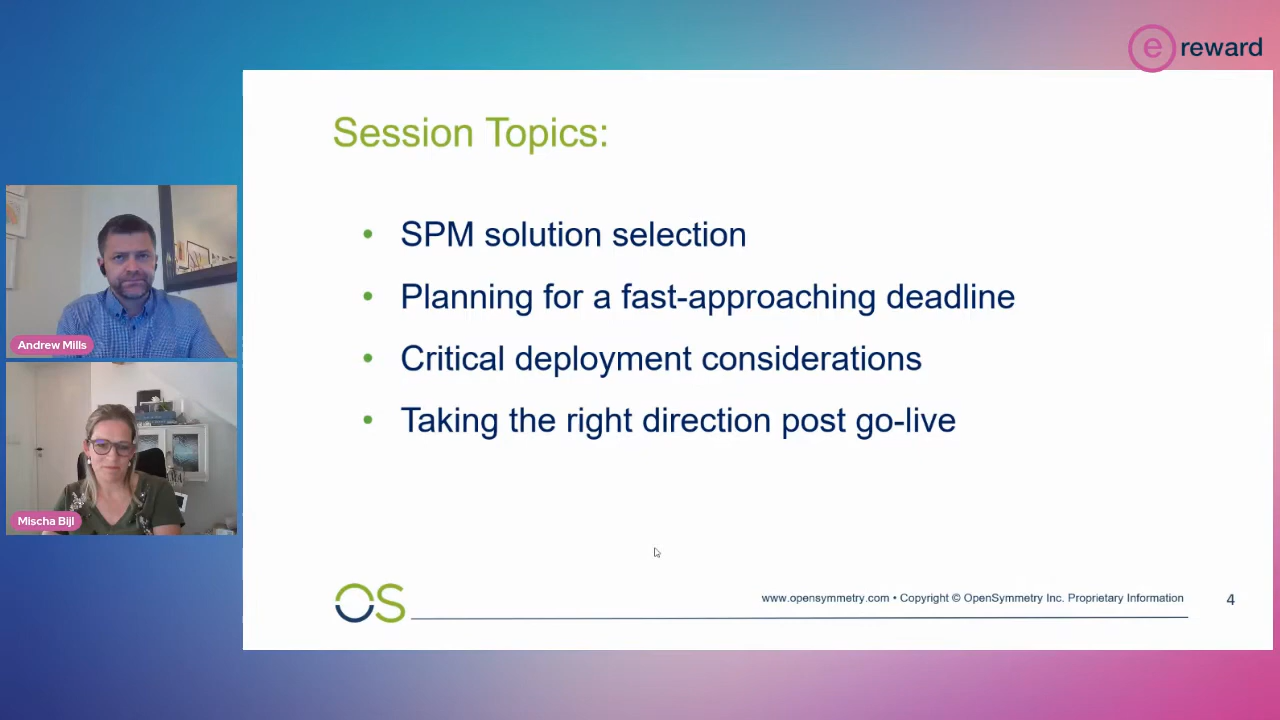 e reward
Session Topics:
• SPM solution selection
• Planning for a fast-approaching deadline
• Critical deployment considerations
• Taking the right direction post go-live
Andrew Mills
Mischa Bijl
OS
www.opensymmetry.com • Copyright © OpenSymmetry Inc. Proprietary Information
4